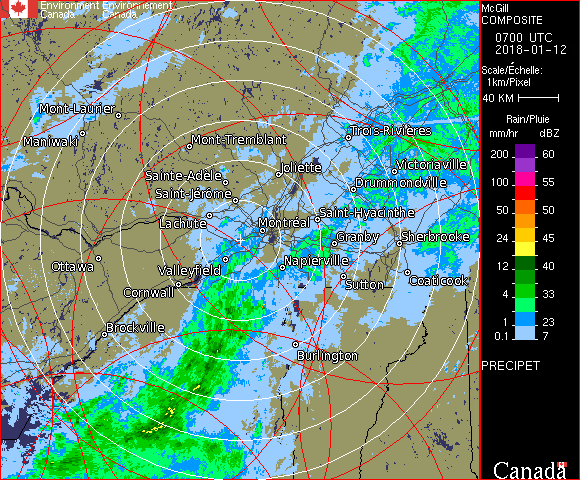 Environment Environnement
Canada Canada
McGill
COMPOSITE
0700 UTC
2018-01-12
Scale/Échelle:
1km/Pixel
40 KM
Rain/Pluie
mm/hr dBZ
200 60
100 55
50 50
24 45
12 40
4 33
1 23
0.1 7
PRECIPET
Canada
Mont-Laurier
Maniwaki
Mont-Tremblant
Trois-Rivières
Sainte-Adèle
Joliette
Victoriaville
Drummondville
Saint-Jérôme
Lachute
Saint-Hyacinthe
Montréal
Granby
Sherbrooke
Ottawa
Valleyfield
Napierville
Sutton
Coaticook
Cornwall
Brockville
Burlington